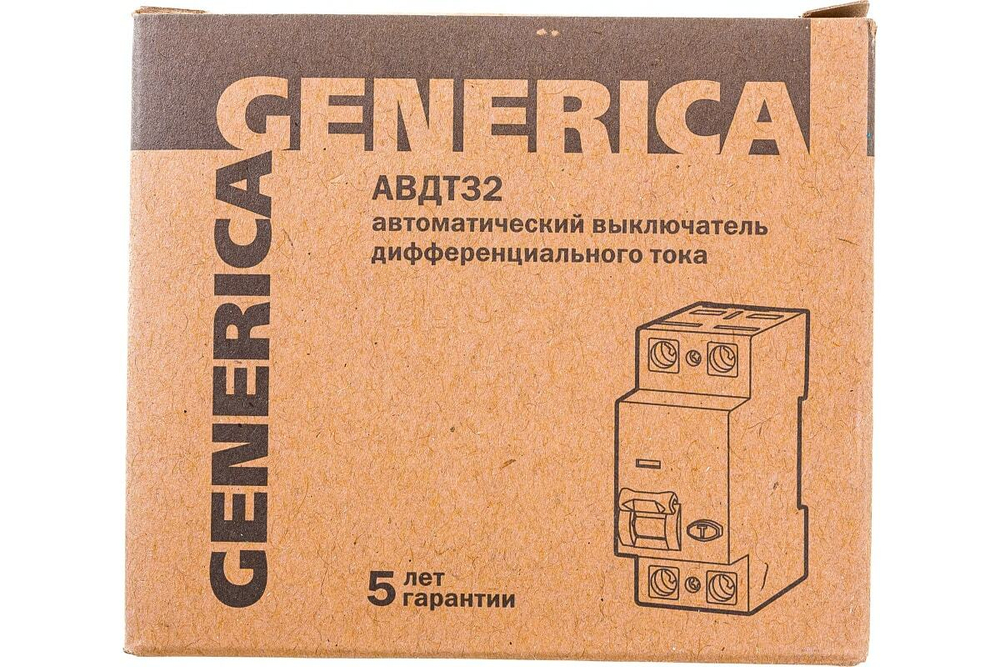 GENERICA
GENERICA
АВДТ32
автоматический выключатель
дифференциального тока
5 лет
гарантии
T